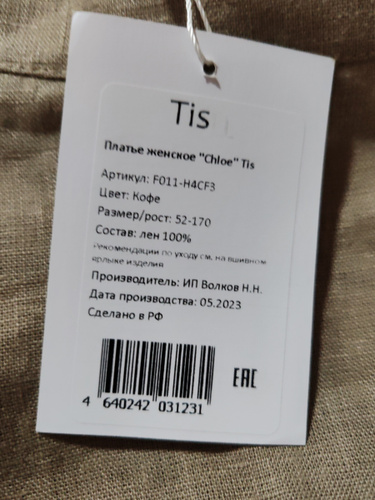 Tis
Платье женское "Chloe" Tis
Артикул: F011-H4CF3
Цвет: Кофе
Размер/рост: 52-170
Состав: лен 100%
Рекомендации по уходу см. на вшивном
ярлыке изделия
Производитель: ИП Волков Н.Н.
Дата производства: 05.2023
Сделано в РФ
EAC
4 640242 031231